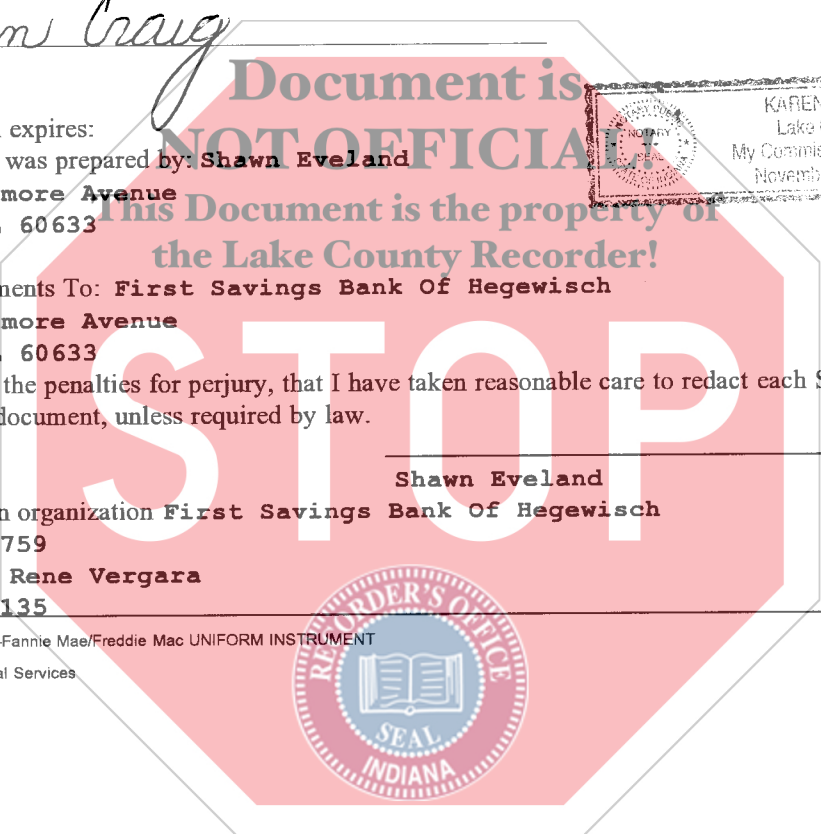 n Craig
Document is
NOT OFFICIAL!
This Document is the property of
the Lake County Recorder!
expires:
was prepared by: Shawn Eveland
more Avenue
60633
KAREN
Lake
My Commis
Novemb
NOTARY
SEAL
ments To: First Savings Bank Of Hegewisch
more Avenue
60633
STOP
the penalties for perjury, that I have taken reasonable care to redact each S
document, unless required by law.
Shawn Eveland
n organization First Savings Bank Of Hegewisch
759
Rene Vergara
135
-Fannie Mae/Freddie Mac UNIFORM INSTRUMENT
al Services
RECORDER'S OFFICE
SEAL
INDIANA